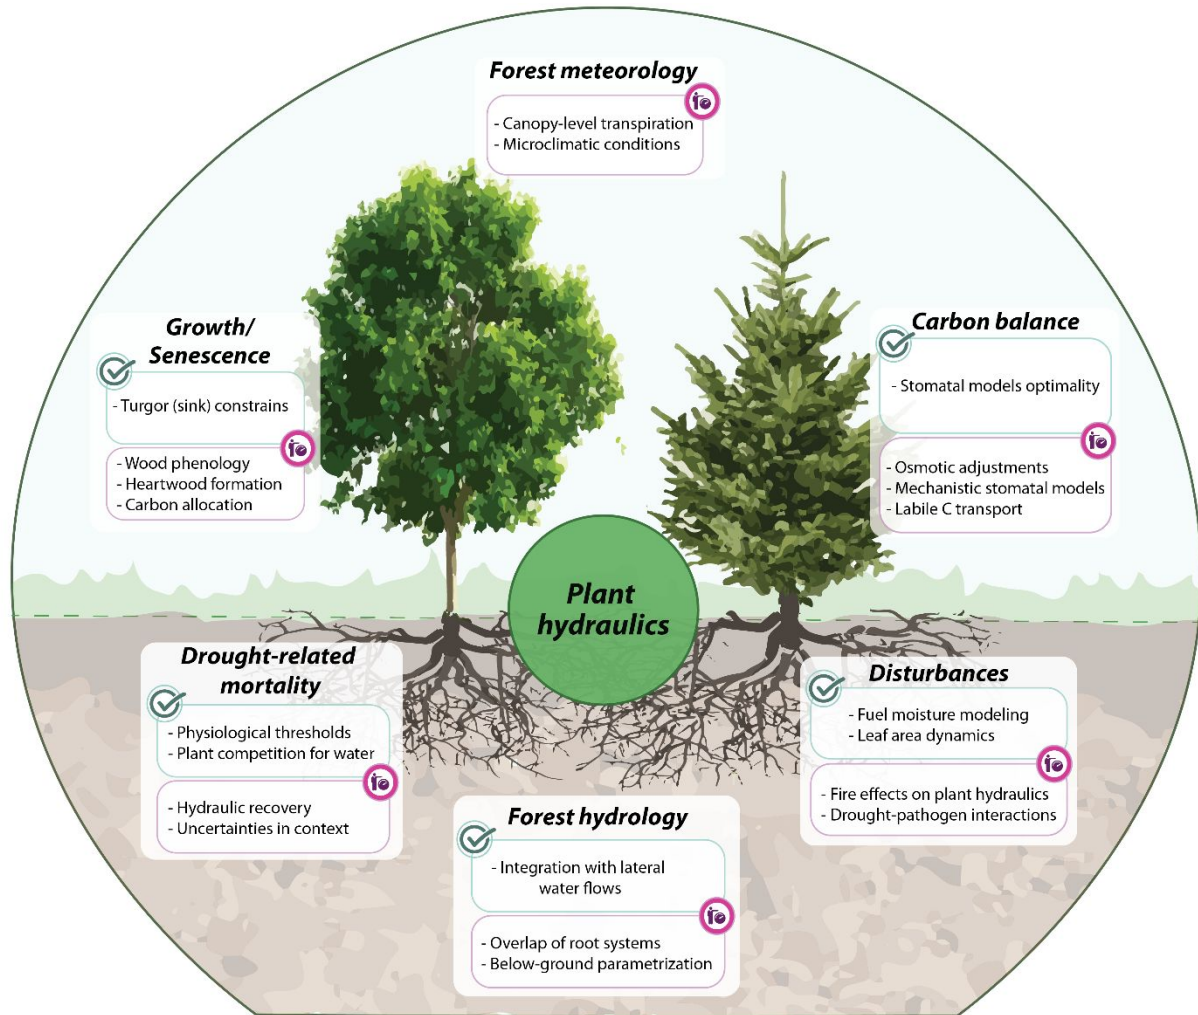 Forest meteorology
- Canopy-level transpiration
- Microclimatic conditions
Growth/
Senescence
- Turgor (sink) constrains
- Wood phenology
- Heartwood formation
- Carbon allocation
Carbon balance
- Stomatal models optimality
- Osmotic adjustments
- Mechanistic stomatal models
- Labile C transport
Plant
hydraulics
Drought-related
mortality
- Physiological thresholds
- Plant competition for water
- Hydraulic recovery
- Uncertainties in context
Disturbances
- Fuel moisture modeling
- Leaf area dynamics
- Fire effects on plant hydraulics
- Drought-pathogen interactions
Forest hydrology
- Integration with lateral
water flows
- Overlap of root systems
- Below-ground parametrization